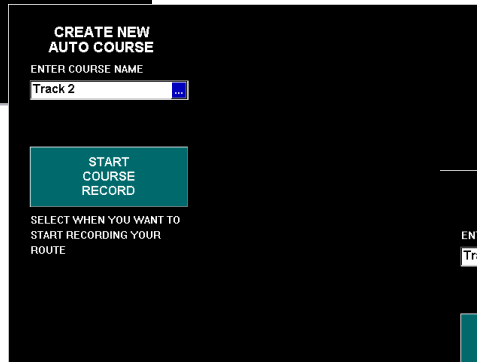 CREATE NEW
AUTO COURSE
ENTER COURSE NAME
Track 2
...
START
COURSE
RECORD
SELECT WHEN YOU WANT TO
START RECORDING YOUR
ROUTE